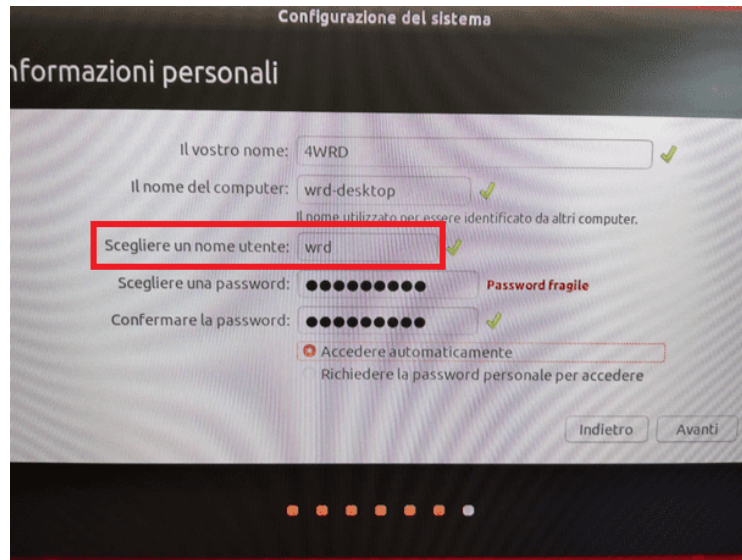 Configurazione del sistema
nformazioni personali
Il vostro nome: 4WRD
Il nome del computer: wrd-desktop
Il nome utilizzato per essere identificato da altri computer.
Scegliere un nome utente: wrd
Scegliere una password: ●●●●●●●●● Password fragile
Confermare la password: ●●●●●●●●●
Accedere automaticamente
Richiedere la password personale per accedere
Indietro Avanti